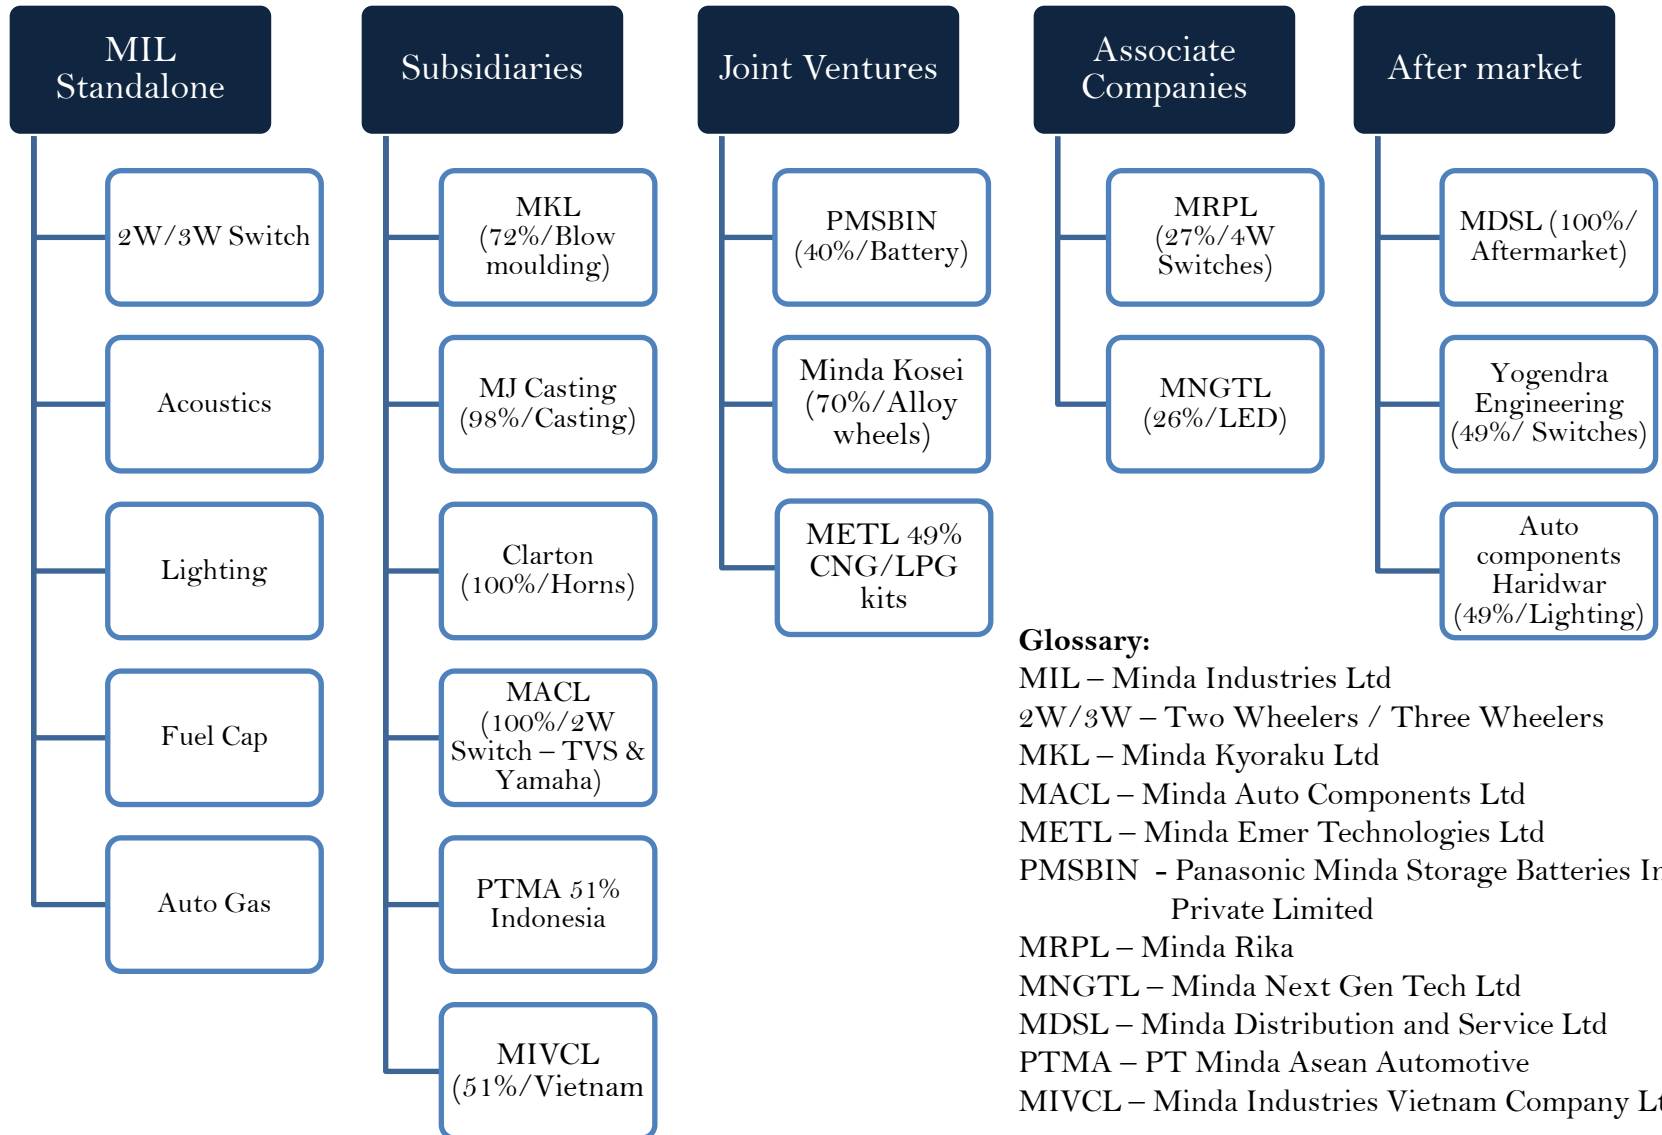 MIL
Standalone
2W/3W Switch
Acoustics
Lighting
Fuel Cap
Auto Gas
Subsidiaries
MKL
(72%/Blow
moulding)
MJ Casting
(98%/Casting)
Clarton
(100%/Horns)
MACL
(100%/2W
Switch – TVS &
Yamaha)
PTMA 51%
Indonesia
MIVCL
(51%/Vietnam
Joint Ventures
PMSBIN
(40%/Battery)
Minda Kosei
(70%/Alloy
wheels)
METL 49%
CNG/LPG
kits
Associate
Companies
MRPL
(27%/4W
Switches)
MNGTL
(26%/LED)
After market
MDSL (100%/
Aftermarket)
Yogendra
Engineering
(49%/ Switches)
Auto
components
Haridwar
(49%/Lighting)
Glossary:
MIL – Minda Industries Ltd
2W/3W – Two Wheelers / Three Wheelers
MKL – Minda Kyoraku Ltd
MACL – Minda Auto Components Ltd
METL – Minda Emer Technologies Ltd
PMSBIN - Panasonic Minda Storage Batteries
Private Limited
MRPL – Minda Rika
MNGTL – Minda Next Gen Tech Ltd
MDSL – Minda Distribution and Service Ltd
PTMA – PT Minda Asean Automotive
MIVCL – Minda Industries Vietnam Company